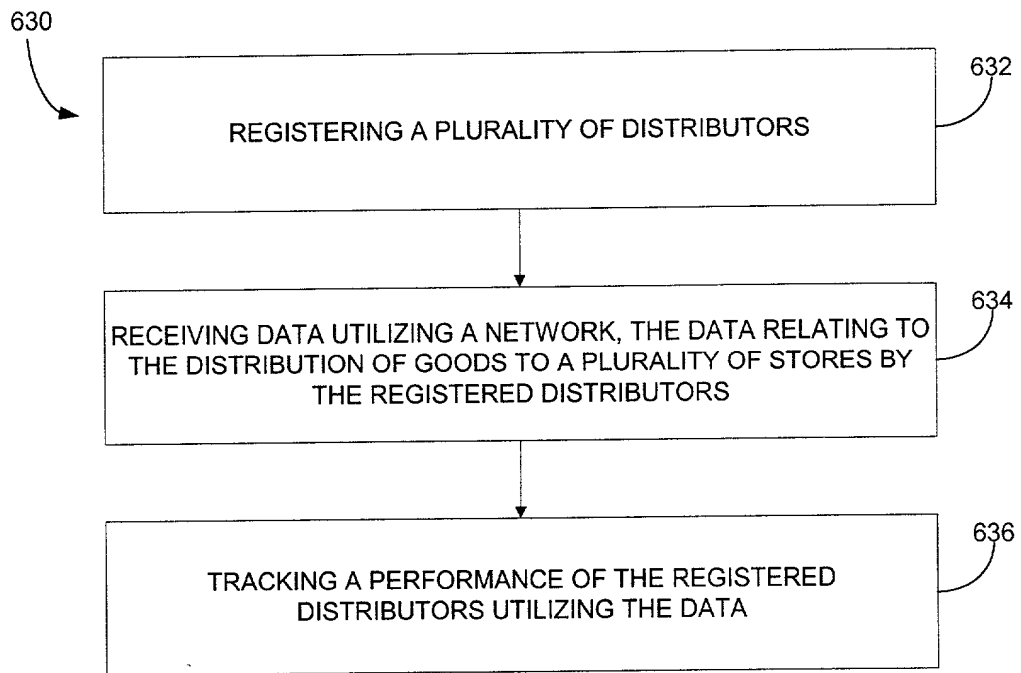 630
632
REGISTERING A PLURALITY OF DISTRIBUTORS
634
RECEIVING DATA UTILIZING A NETWORK, THE DATA RELATING TO
THE DISTRIBUTION OF GOODS TO A PLURALITY OF STORES BY
THE REGISTERED DISTRIBUTORS
636
TRACKING A PERFORMANCE OF THE REGISTERED
DISTRIBUTORS UTILIZING THE DATA